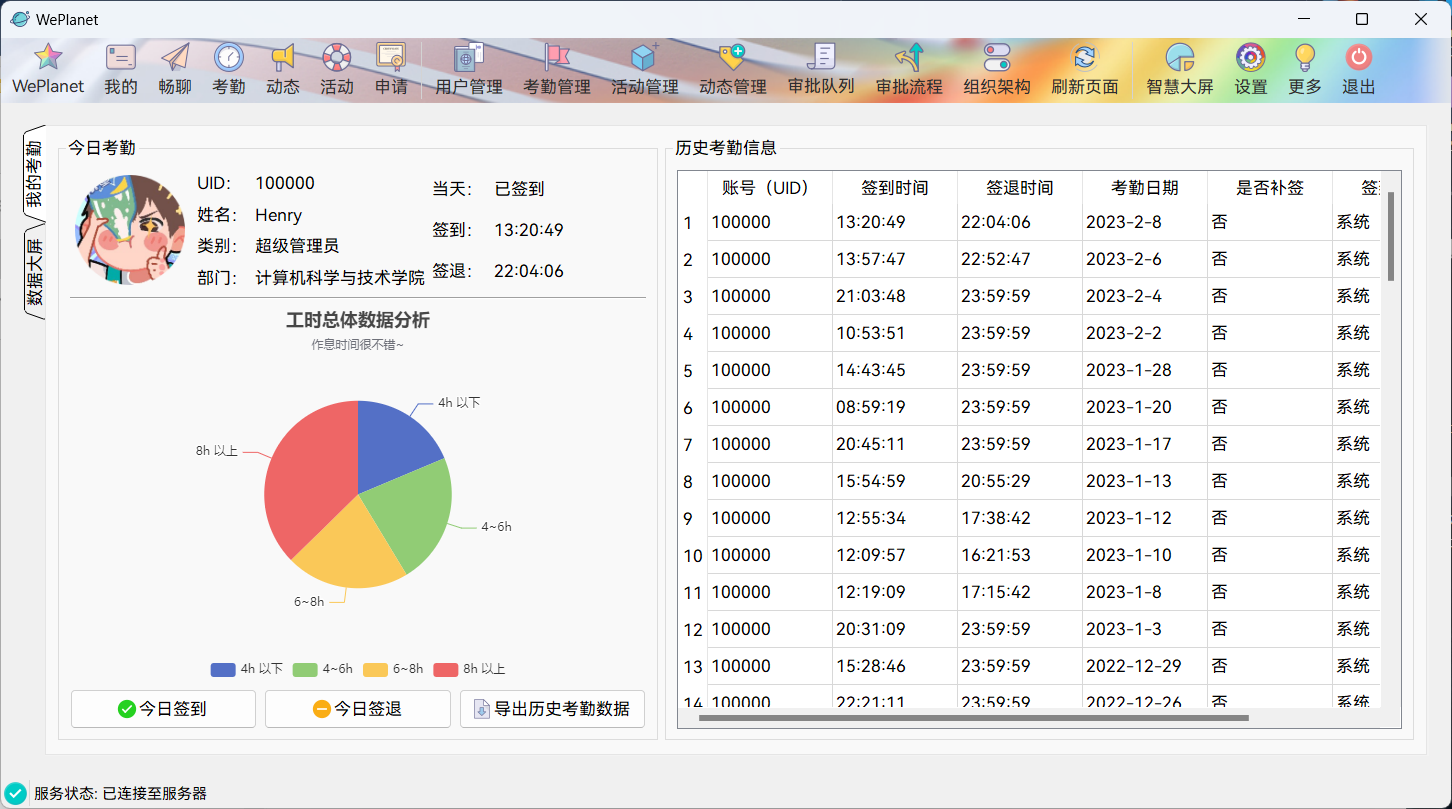 WePlanet
WePlanet 我的 畅聊 考勤 动态 活动 申请 用户管理 考勤管理 活动管理 动态管理 审批队列 审批流程 组织架构 刷新页面 智慧大屏 设置 更多 退出
我的考勤
数据大屏
今日考勤
UID: 100000
姓名: Henry
类别: 超级管理员
部门: 计算机科学与技术学院
当天: 已签到
签到: 13:20:49
签退: 22:04:06
工时总体数据分析
作息时间很不错~
4h 以下
8h 以上
4~6h
6~8h
4h 以下 4~6h 6~8h 8h 以上
今日签到 今日签退 导出历史考勤数据
历史考勤信息
账号（UID） 签到时间 签退时间 考勤日期 是否补签
1 100000 13:20:49 22:04:06 2023-2-8 否 系统
2 100000 13:57:47 22:52:47 2023-2-6 否 系统
3 100000 21:03:48 23:59:59 2023-2-4 否 系统
4 100000 10:53:51 23:59:59 2023-2-2 否 系统
5 100000 14:43:45 23:59:59 2023-1-28 否 系统
6 100000 08:59:19 23:59:59 2023-1-20 否 系统
7 100000 20:45:11 23:59:59 2023-1-17 否 系统
8 100000 15:54:59 20:55:29 2023-1-13 否 系统
9 100000 12:55:34 17:38:42 2023-1-12 否 系统
10 100000 12:09:57 16:21:53 2023-1-10 否 系统
11 100000 12:19:09 17:15:42 2023-1-8 否 系统
12 100000 20:31:09 23:59:59 2023-1-3 否 系统
13 100000 15:28:46 23:59:59 2022-12-29 否 系统
14 100000 22:21:11 23:59:59 2022-12-26 否 系统
服务状态: 已连接至服务器